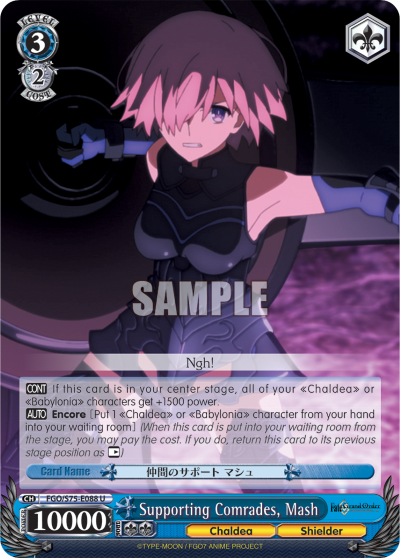 LEVEL
3
2
COST
SAMPLE
Ngh!
CONT If this card is in your center stage, all of your «Chaldea» or
«Babylonia» characters get +1500 power.
AUTO Encore [Put 1 «Chaldea» or «Babylonia» character from your hand
into your waiting room] (When this card is put into your waiting room from
the stage, you may pay the cost. If you do, return this card to its previous
stage position as )
Card Name 仲間のサポート マシュ
CH FGO/S75-E088 U
POWER 10000
Supporting Comrades, Mash
Chaldea Shielder
©TYPE-MOON / FGO7 ANIME PROJECT